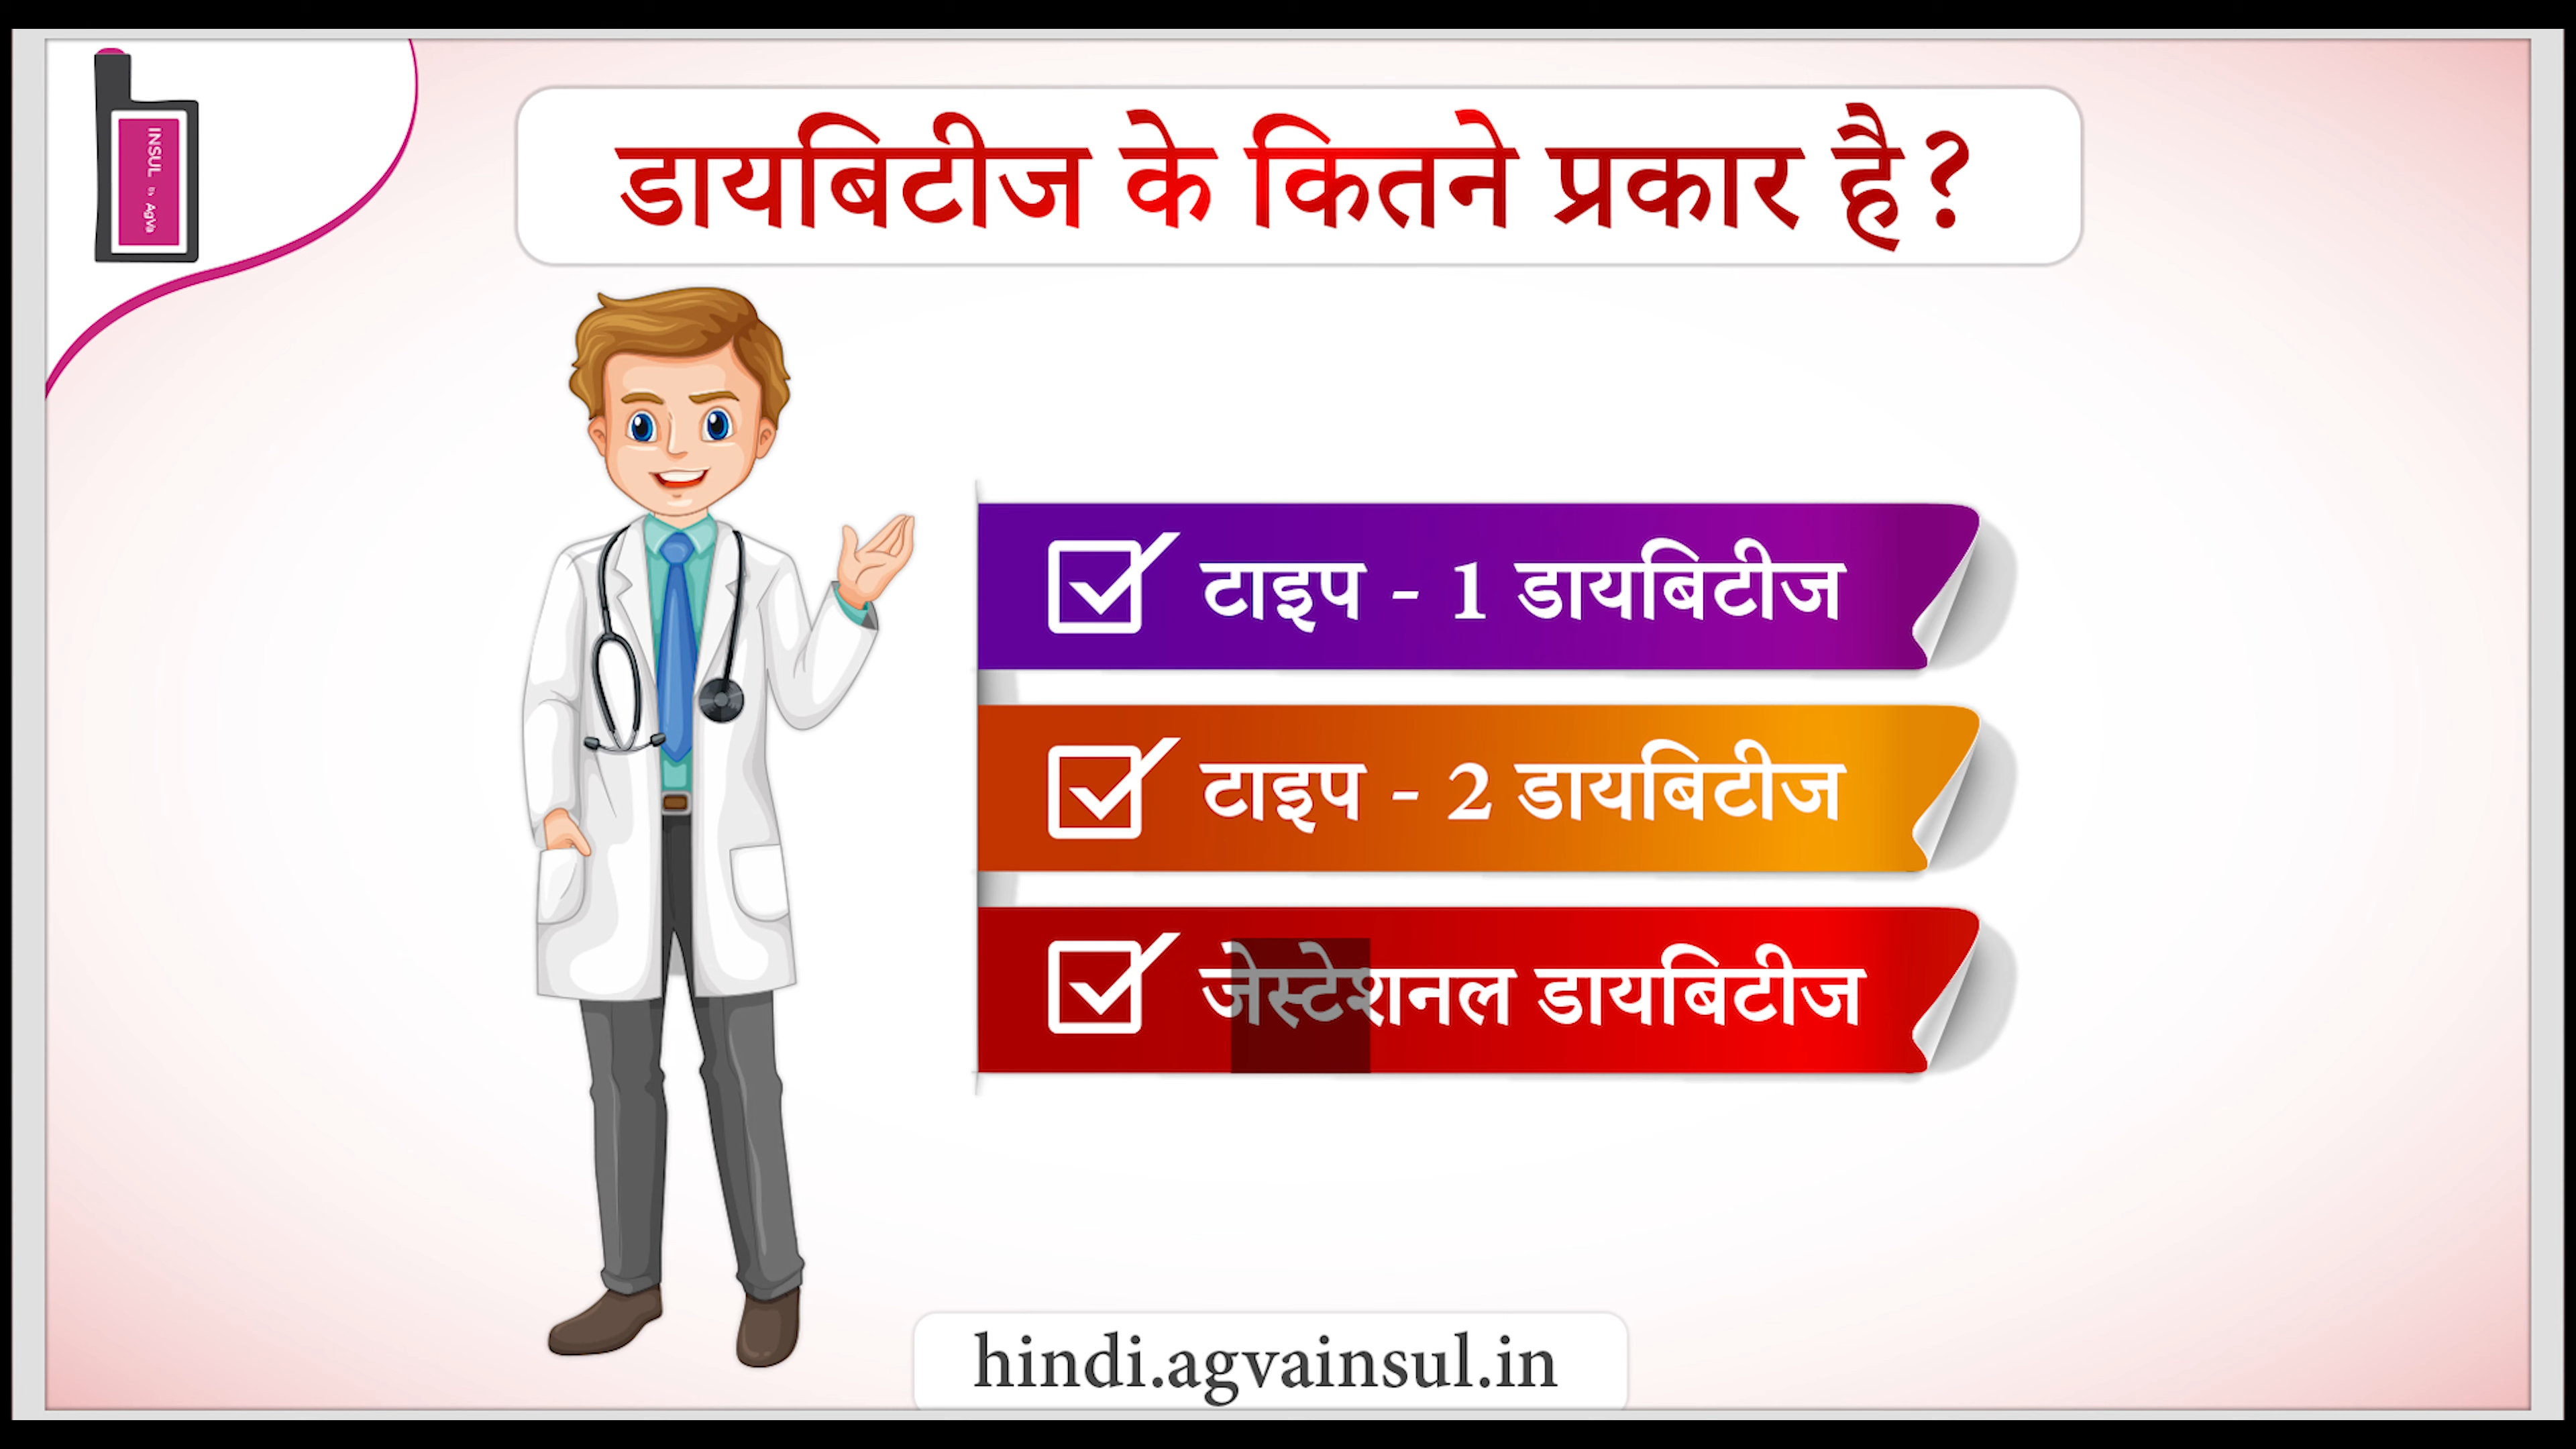 INSUL by AgVa
डायबिटीज के कितने प्रकार है?
टाइप - 1 डायबिटीज
टाइप - 2 डायबिटीज
जेस्टेशनल डायबिटीज
hindi.agvainsul.in